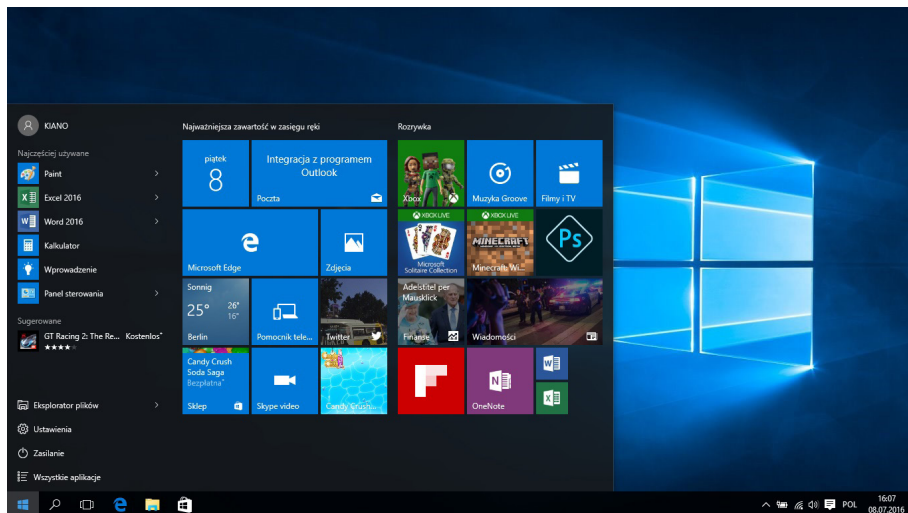 KIANO
Najczęściej używane
Paint
Excel 2016
Word 2016
Kalkulator
Wprowadzenie
Panel sterowania
Sugerowane
GT Racing 2: The Re... Kostenlos*
Eksplorator plików
Ustawienia
Zasilanie
Wszystkie aplikacje
Najważniejsza zawartość w zasięgu ręki
piątek
8
Integracja z programem
Outlook
Poczta
Microsoft Edge
Zdjęcia
Sonnig
25° 26°
16°
Berlin
Pomocnik tele...
Twitter
Candy Crush
Soda Saga
Bezpłatna*
Sklep
Skype video
Candy Crush...
Rozrywka
Xbox
Muzyka Groove
Filmy i TV
XBOX LIVE
Microsoft
Solitaire Collection
XBOX LIVE
MINECRAFT
Minecraft: Wi...
Ps
Adelstitel per
Mausklick
Finanse
Wiadomości
OneNote
16:07
POL
08.07.2016